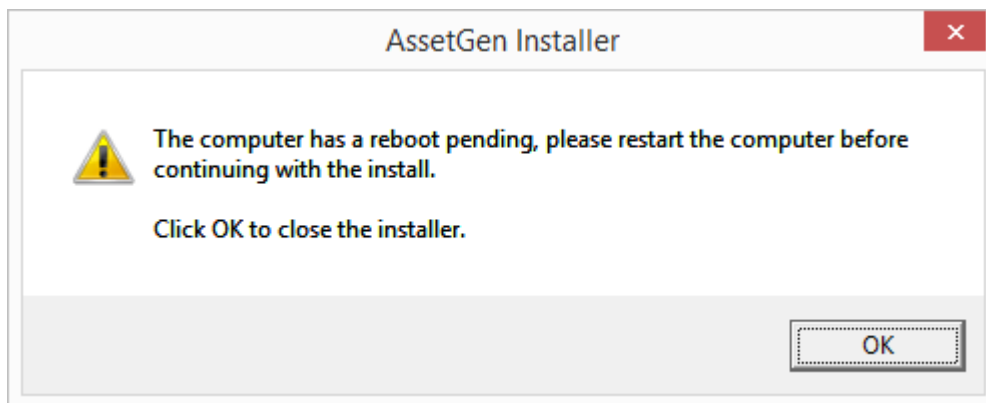 AssetGen Installer
The computer has a reboot pending, please restart the computer before
continuing with the install.
Click OK to close the installer.
OK